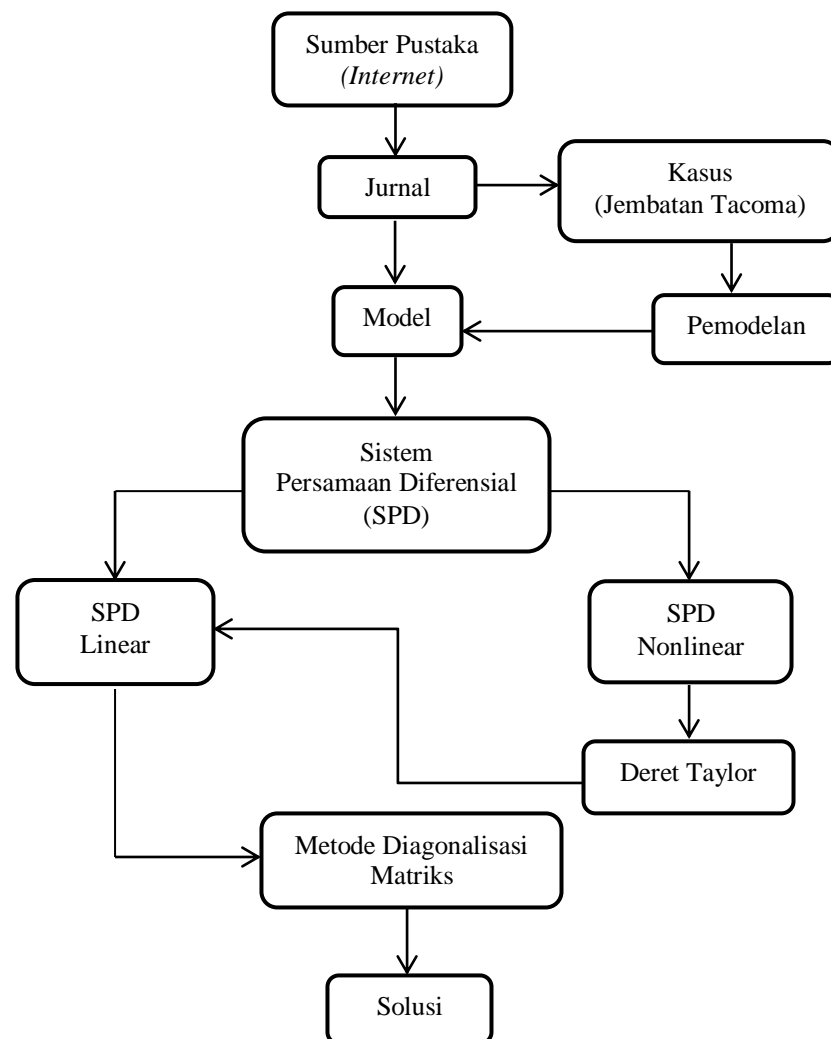 Sumber Pustaka
(Internet)
Jurnal
Kasus
(Jembatan Tacoma)
Model
Pemodelan
Sistem
Persamaan Diferensial
(SPD)
SPD
Linear
SPD
Nonlinear
Deret Taylor
Metode Diagonalisasi
Matriks
Solusi